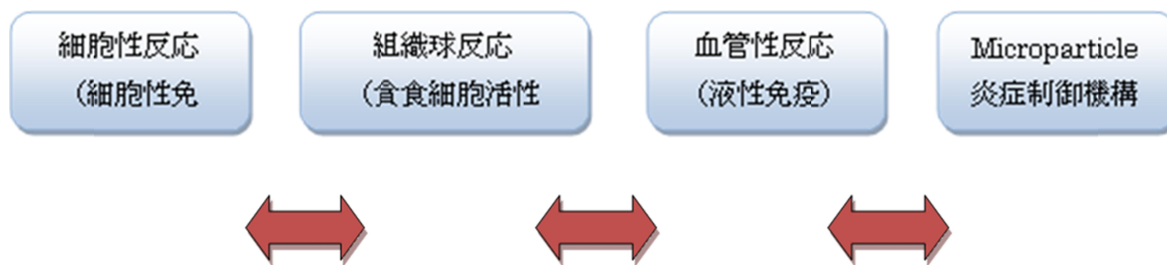 細胞性反応
（細胞性免
組織球反応
（貪食細胞活性
血管性反応
（液性免疫）
Microparticle
炎症制御機構